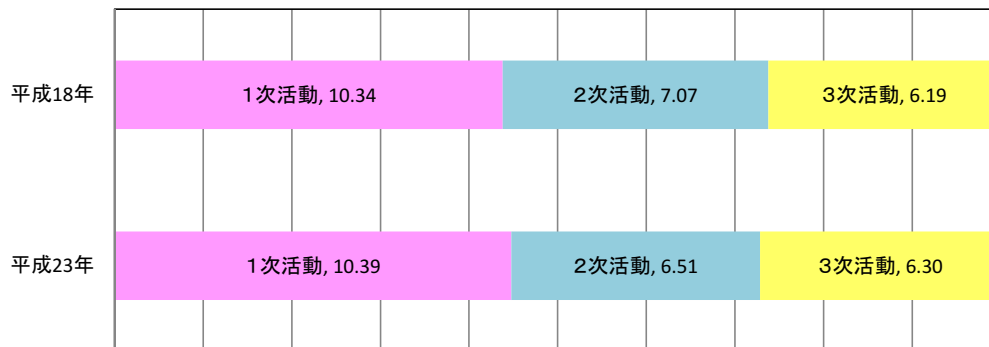 平成18年
1次活動, 10.34
2次活動, 7.07
3次活動, 6.19
平成23年
1次活動, 10.39
2次活動, 6.51
3次活動, 6.30